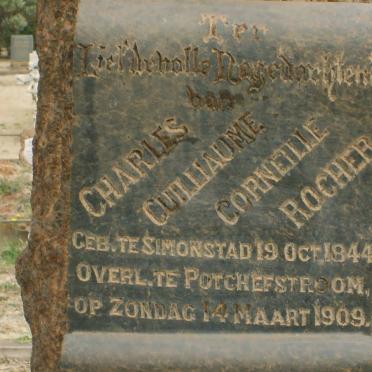 Ter
Liefdevolle Nagedachtenis
van
CHARLES
GUILLIAUME
CORNEILLE
ROCHER
GEB. TE SIMONSTAD 19 OCT. 1844
OVERL. TE POTCHEFSTROOM,
OP ZONDAG 14 MAART 1909.